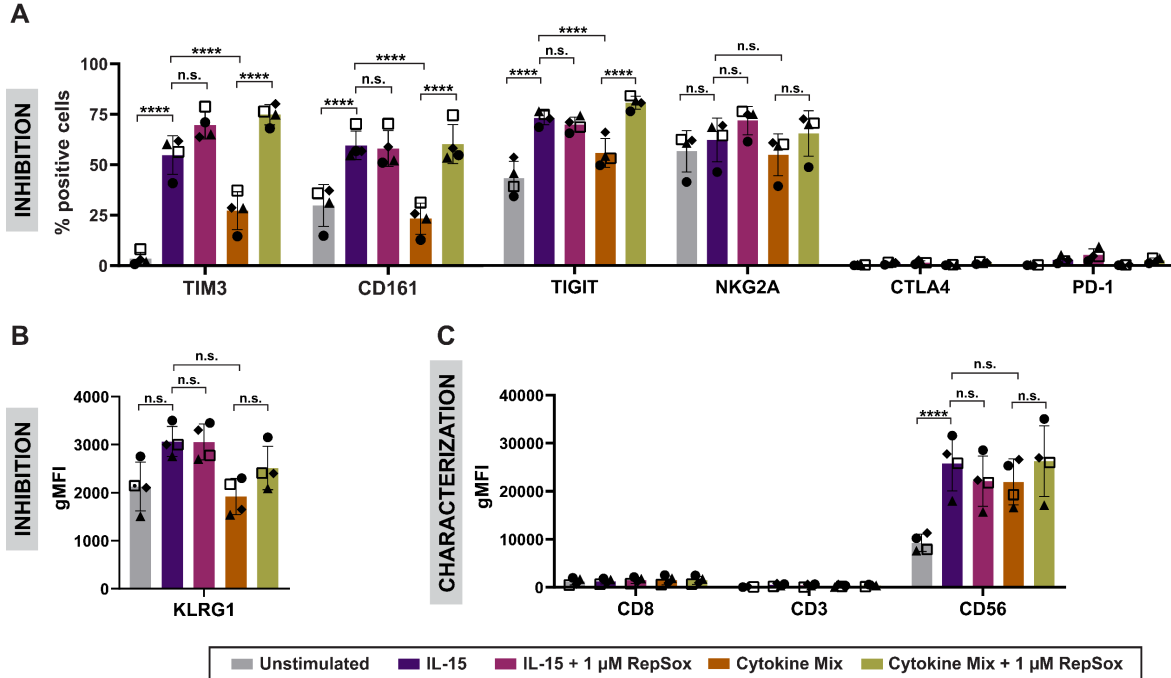 A
INHIBITION
% positive cells
100
75
50
25
0
**** n.s. **** ****
**** n.s. **** ****
**** n.s. **** ****
n.s. n.s. n.s. n.s.
TIM3 CD161 TIGIT NKG2A CTLA4 PD-1
B
INHIBITION
gMFI
4000
3000
2000
1000
0
n.s. n.s. n.s. n.s.
KLRG1
C
CHARACTERIZATION
gMFI
40000
30000
20000
10000
0
**** n.s. n.s. n.s.
CD8 CD3 CD56
Unstimulated IL-15 IL-15 + 1 µM RepSox Cytokine Mix Cytokine Mix + 1 µM RepSox